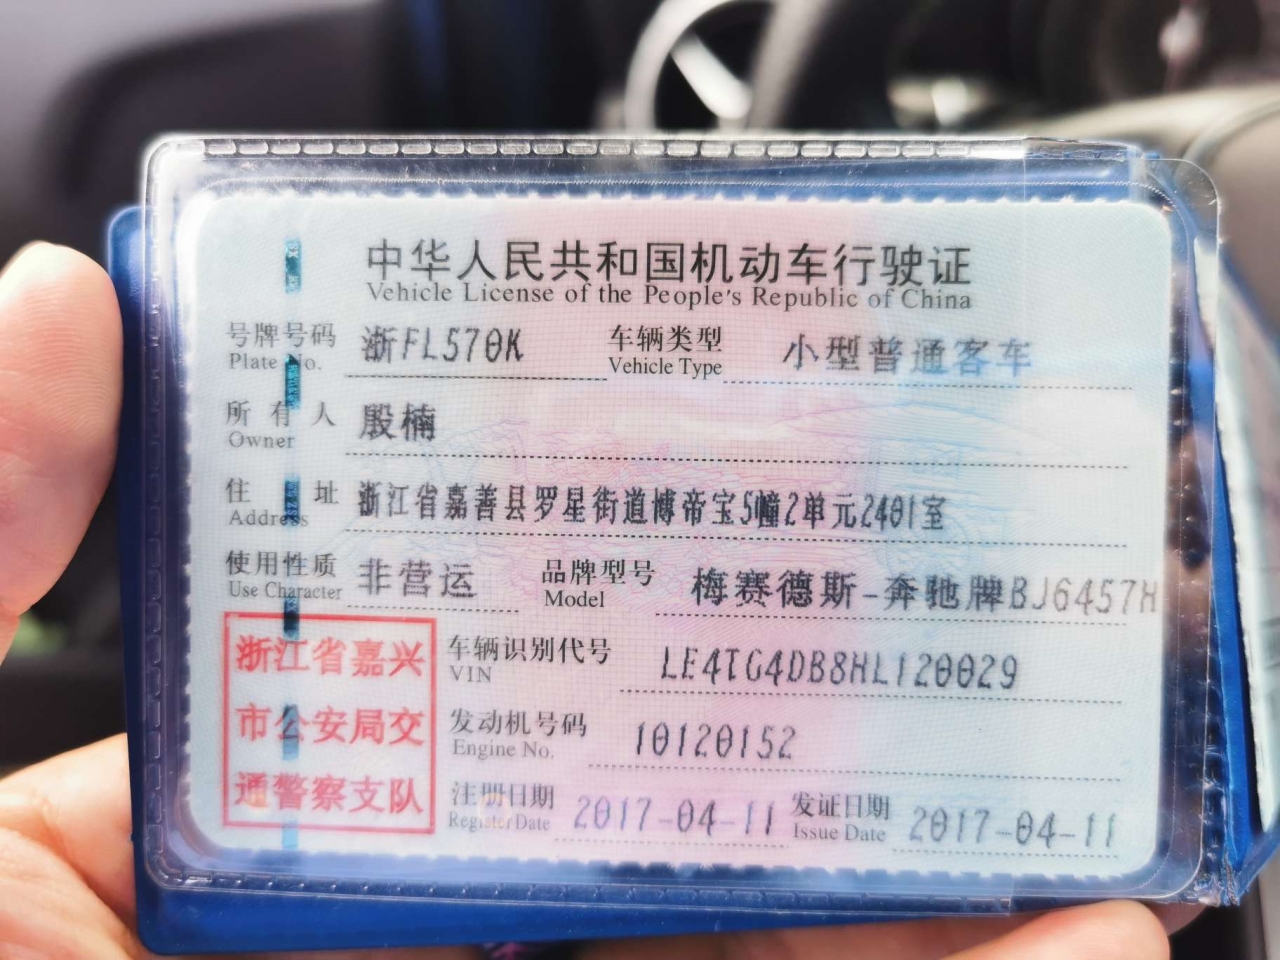 中华人民共和国机动车行驶证
Vehicle License of the People's Republic of China
号牌号码 浙FL570K 车辆类型 小型普通客车
Plate No. Vehicle Type
所有人 殷楠
Owner
住址 浙江省嘉善县罗星街道博帝宝5幢2单元2401室
Address
使用性质 非营运 品牌型号 梅赛德斯-奔驰牌BJ6457H
Use Character Model
浙江省嘉兴
市公安局交
通警察支队
车辆识别代号 LE4TG4DB8HL120029
VIN
发动机号码 10120152
Engine No.
注册日期 2017-04-11 发证日期 2017-04-11
Register Date Issue Date